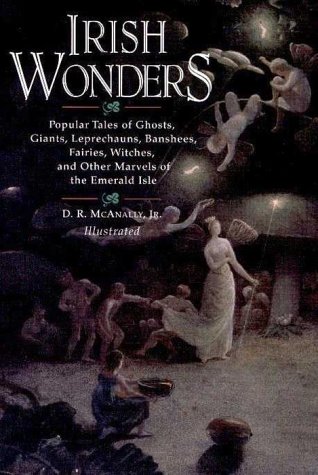 IRISH
WONDERS
Popular Tales of Ghosts,
Giants, Leprechauns, Banshees,
Fairies, Witches,
and Other Marvels of
the Emerald Isle
D. R. McAnally, Jr.
Illustrated